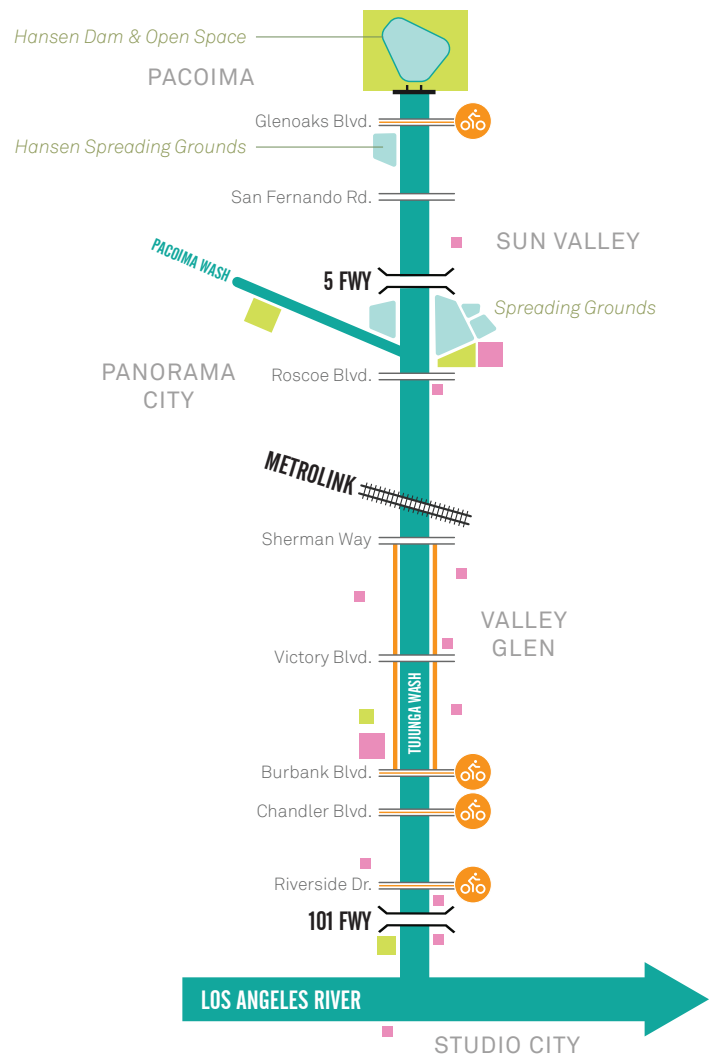 Hansen Dam & Open Space
PACOIMA
Glenoaks Blvd.
Hansen Spreading Grounds
San Fernando Rd.
SUN VALLEY
PACOIMA WASH
5 FWY
Spreading Grounds
PANORAMA
CITY
Roscoe Blvd.
METROLINK
Sherman Way
VALLEY
GLEN
Victory Blvd.
TUJUNGA WASH
Burbank Blvd.
Chandler Blvd.
Riverside Dr.
101 FWY
LOS ANGELES RIVER
STUDIO CITY